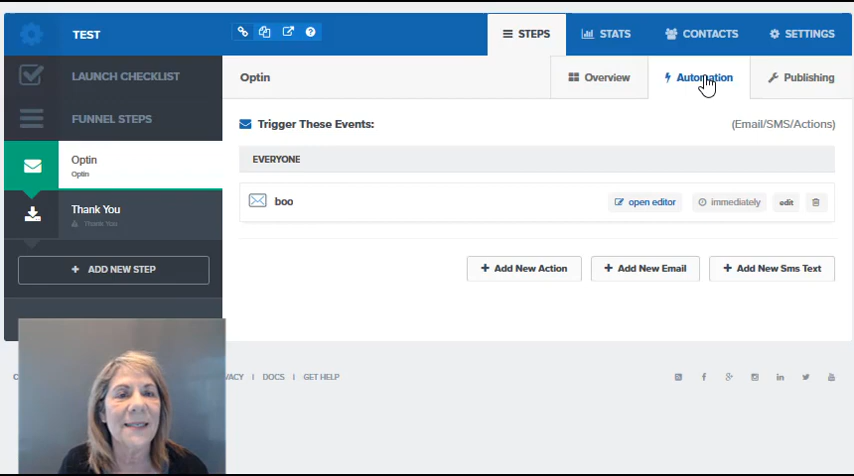 TEST
STEPS
STATS
CONTACTS
SETTINGS
LAUNCH CHECKLIST
FUNNEL STEPS
Optin
Optin
Thank You
Thank You
+ ADD NEW STEP
Optin
Overview
Automation
Publishing
Trigger These Events:
(Email/SMS/Actions)
EVERYONE
boo
open editor
immediately
edit
+ Add New Action
+ Add New Email
+ Add New Sms Text
| DOCS | GET HELP